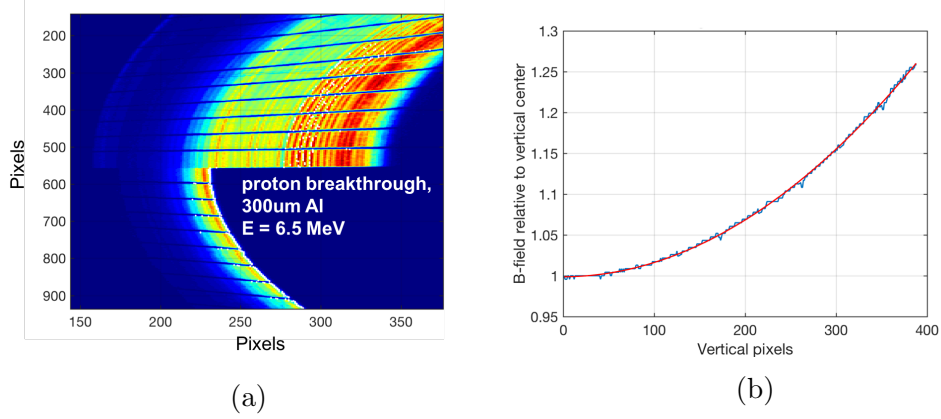 200
300
400
500
600
700
800
900
Pixels
150
200
250
300
350
Pixels
proton breakthrough,
300um Al
E = 6.5 MeV
(a)
1.3
1.25
1.2
1.15
1.1
1.05
1
0.95
B-field relative to vertical center
0
100
200
300
400
Vertical pixels
(b)